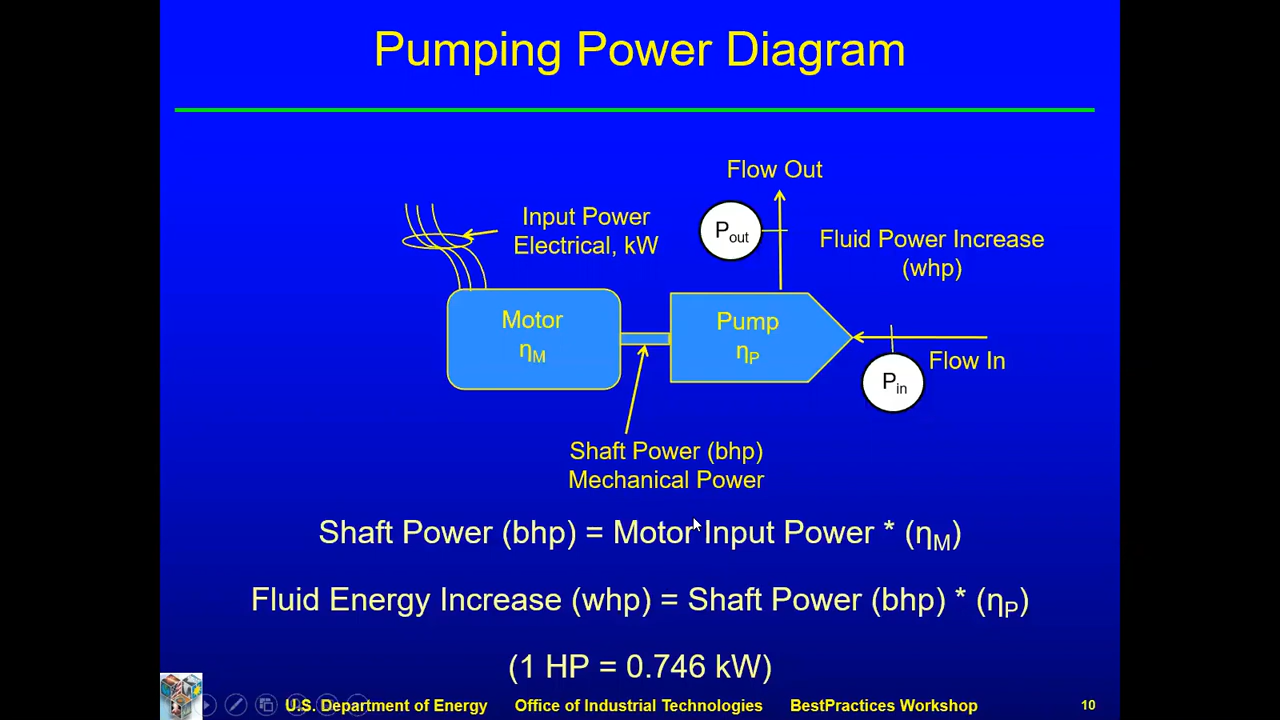 Pumping Power Diagram
Flow Out
Input Power
Electrical, kW
Pout
Fluid Power Increase
(whp)
Motor
ηM
Pump
ηP
Flow In
Pin
Shaft Power (bhp)
Mechanical Power
Shaft Power (bhp) = Motor Input Power * (ηM)
Fluid Energy Increase (whp) = Shaft Power (bhp) * (ηP)
(1 HP = 0.746 kW)
U.S. Department of Energy Office of Industrial Technologies BestPractices Workshop 10